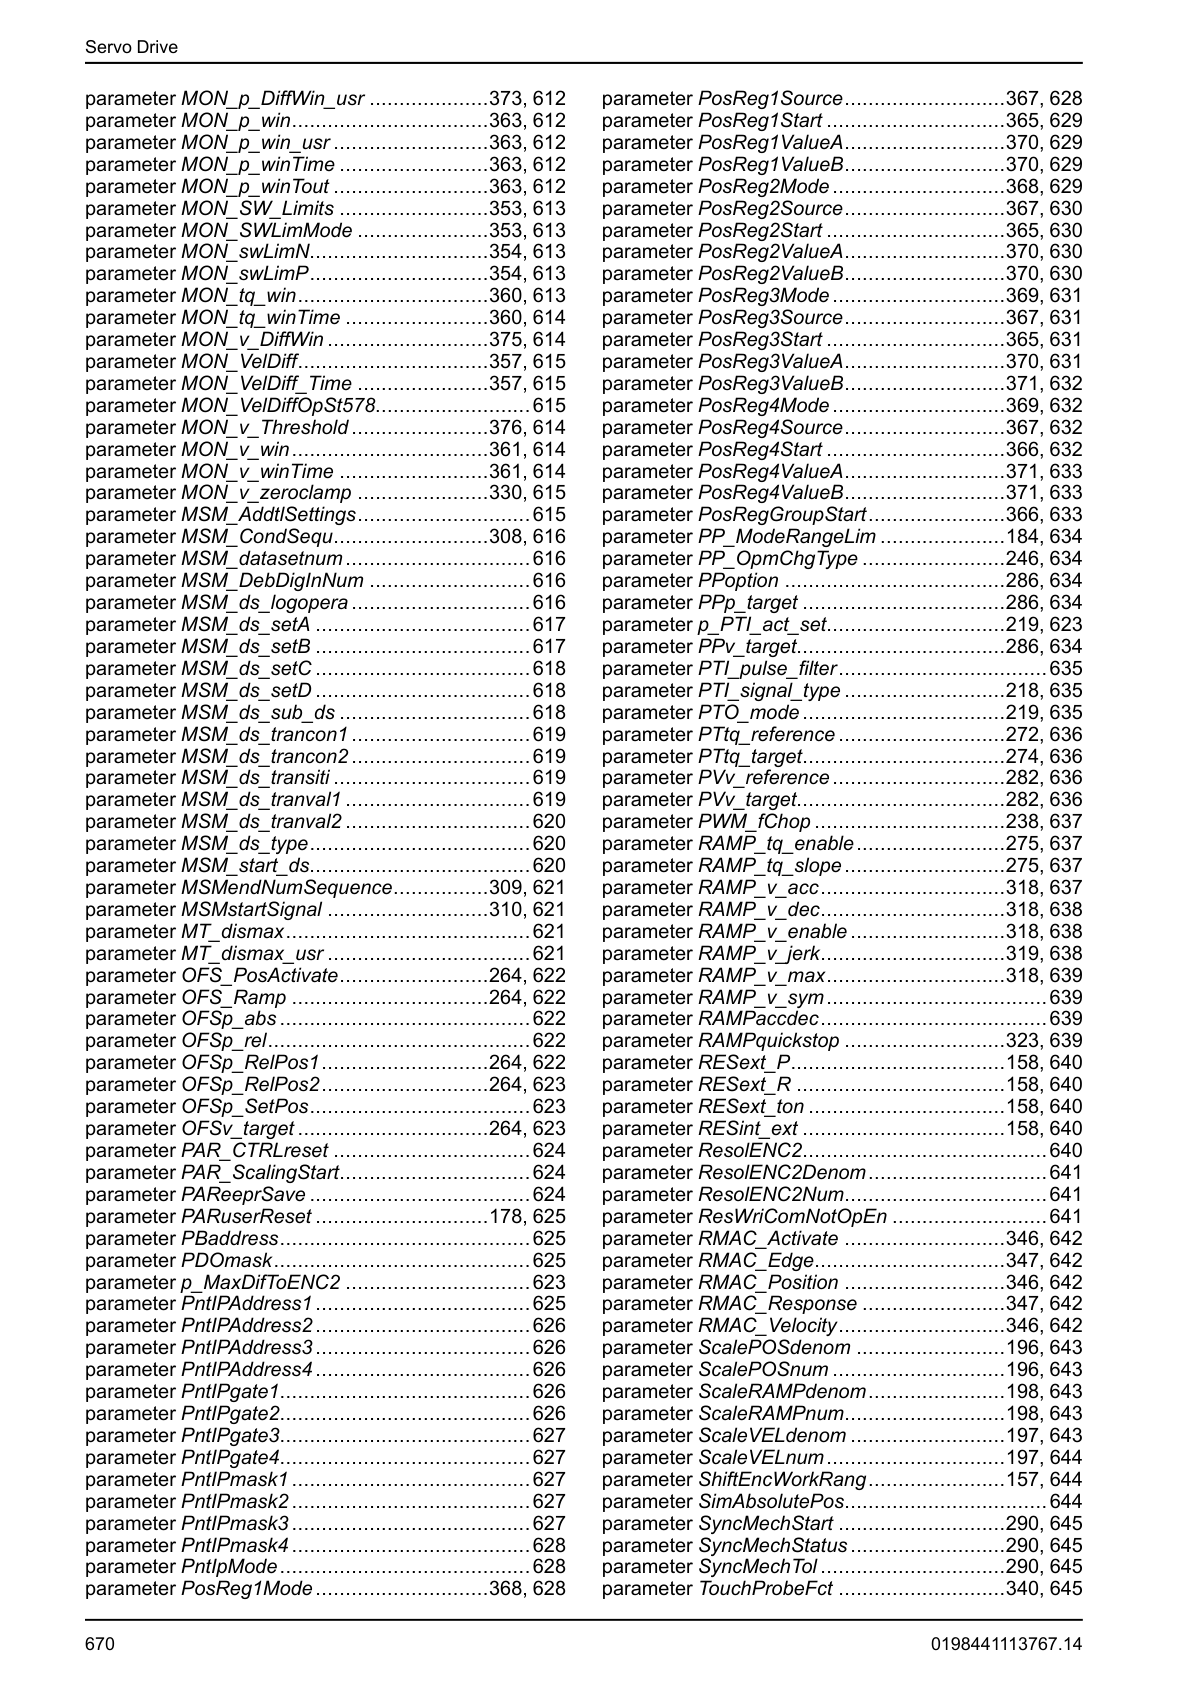 Servo Drive
parameter MON_p_DiffWin_usr ....................373, 612
parameter MON_p_win.................................363, 612
parameter MON_p_win_usr ..........................363, 612
parameter MON_p_winTime .........................363, 612
parameter MON_p_winTout ..........................363, 612
parameter MON_SW_Limits .........................353, 613
parameter MON_SWLimMode ......................353, 613
parameter MON_swLimN..............................354, 613
parameter MON_swLimP..............................354, 613
parameter MON_tq_win................................360, 613
parameter MON_tq_winTime ........................360, 614
parameter MON_v_DiffWin ...........................375, 614
parameter MON_VelDiff................................357, 615
parameter MON_VelDiff_Time ......................357, 615
parameter MON_VelDiffOpSt578..........................615
parameter MON_v_Threshold .......................376, 614
parameter MON_v_win.................................361, 614
parameter MON_v_winTime .........................361, 614
parameter MON_v_zeroclamp ......................330, 615
parameter MSM_AddtlSettings.............................615
parameter MSM_CondSequ..........................308, 616
parameter MSM_datasetnum...............................616
parameter MSM_DebDigInNum ...........................616
parameter MSM_ds_logopera ..............................616
parameter MSM_ds_setA ....................................617
parameter MSM_ds_setB ....................................617
parameter MSM_ds_setC ....................................618
parameter MSM_ds_setD ....................................618
parameter MSM_ds_sub_ds ................................618
parameter MSM_ds_trancon1 ..............................619
parameter MSM_ds_trancon2 ..............................619
parameter MSM_ds_transiti .................................619
parameter MSM_ds_tranval1 ...............................619
parameter MSM_ds_tranval2 ...............................620
parameter MSM_ds_type.....................................620
parameter MSM_start_ds.....................................620
parameter MSMendNumSequence................309, 621
parameter MSMstartSignal ...........................310, 621
parameter MT_dismax.........................................621
parameter MT_dismax_usr ..................................621
parameter OFS_PosActivate.........................264, 622
parameter OFS_Ramp .................................264, 622
parameter OFSp_abs ..........................................622
parameter OFSp_rel............................................622
parameter OFSp_RelPos1............................264, 622
parameter OFSp_RelPos2............................264, 623
parameter OFSp_SetPos.....................................623
parameter OFSv_target ................................264, 623
parameter PAR_CTRLreset .................................624
parameter PAR_ScalingStart................................624
parameter PAReeprSave .....................................624
parameter PARuserReset .............................178, 625
parameter PBaddress..........................................625
parameter PDOmask...........................................625
parameter p_MaxDifToENC2 ...............................623
parameter PntIPAddress1....................................625
parameter PntIPAddress2....................................626
parameter PntIPAddress3....................................626
parameter PntIPAddress4....................................626
parameter PntIPgate1..........................................626
parameter PntIPgate2..........................................626
parameter PntIPgate3..........................................627
parameter PntIPgate4..........................................627
parameter PntIPmask1........................................627
parameter PntIPmask2........................................627
parameter PntIPmask3........................................627
parameter PntIPmask4........................................628
parameter PntIpMode..........................................628
parameter PosReg1Mode.............................368, 628
parameter PosReg1Source...........................367, 628
parameter PosReg1Start ..............................365, 629
parameter PosReg1ValueA...........................370, 629
parameter PosReg1ValueB...........................370, 629
parameter PosReg2Mode.............................368, 629
parameter PosReg2Source...........................367, 630
parameter PosReg2Start ..............................365, 630
parameter PosReg2ValueA...........................370, 630
parameter PosReg2ValueB...........................370, 630
parameter PosReg3Mode.............................369, 631
parameter PosReg3Source...........................367, 631
parameter PosReg3Start ..............................365, 631
parameter PosReg3ValueA...........................370, 631
parameter PosReg3ValueB...........................371, 632
parameter PosReg4Mode.............................369, 632
parameter PosReg4Source...........................367, 632
parameter PosReg4Start ..............................366, 632
parameter PosReg4ValueA...........................371, 633
parameter PosReg4ValueB...........................371, 633
parameter PosRegGroupStart.......................366, 633
parameter PP_ModeRangeLim .....................184, 634
parameter PP_OpmChgType ........................246, 634
parameter PPoption .....................................286, 634
parameter PPp_target ..................................286, 634
parameter p_PTI_act_set..............................219, 623
parameter PPv_target...................................286, 634
parameter PTI_pulse_filter...................................635
parameter PTI_signal_type ...........................218, 635
parameter PTO_mode..................................219, 635
parameter PTtq_reference ............................272, 636
parameter PTtq_target..................................274, 636
parameter PVv_reference.............................282, 636
parameter PVv_target...................................282, 636
parameter PWM_fChop ................................238, 637
parameter RAMP_tq_enable.........................275, 637
parameter RAMP_tq_slope...........................275, 637
parameter RAMP_v_acc...............................318, 637
parameter RAMP_v_dec...............................318, 638
parameter RAMP_v_enable ..........................318, 638
parameter RAMP_v_jerk...............................319, 638
parameter RAMP_v_max..............................318, 639
parameter RAMP_v_sym.....................................639
parameter RAMPaccdec......................................639
parameter RAMPquickstop ...........................323, 639
parameter RESext_P....................................158, 640
parameter RESext_R ...................................158, 640
parameter RESext_ton .................................158, 640
parameter RESint_ext ..................................158, 640
parameter ResolENC2.........................................640
parameter ResolENC2Denom..............................641
parameter ResolENC2Num..................................641
parameter ResWriComNotOpEn ..........................641
parameter RMAC_Activate ...........................346, 642
parameter RMAC_Edge................................347, 642
parameter RMAC_Position ...........................346, 642
parameter RMAC_Response ........................347, 642
parameter RMAC_Velocity............................346, 642
parameter ScalePOSdenom .........................196, 643
parameter ScalePOSnum .............................196, 643
parameter ScaleRAMPdenom.......................198, 643
parameter ScaleRAMPnum...........................198, 643
parameter ScaleVELdenom ..........................197, 643
parameter ScaleVELnum..............................197, 644
parameter ShiftEncWorkRang.......................157, 644
parameter SimAbsolutePos..................................644
parameter SyncMechStart ............................290, 645
parameter SyncMechStatus..........................290, 645
parameter SyncMechTol ...............................290, 645
parameter TouchProbeFct ............................340, 645
670
0198441113767.14